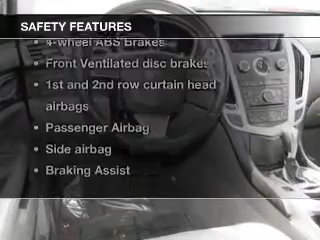 SAFETY FEATURES
• 4-wheel ABS Brakes
• Front Ventilated disc brakes
• 1st and 2nd row curtain head
airbags
• Passenger Airbag
• Side airbag
• Braking Assist